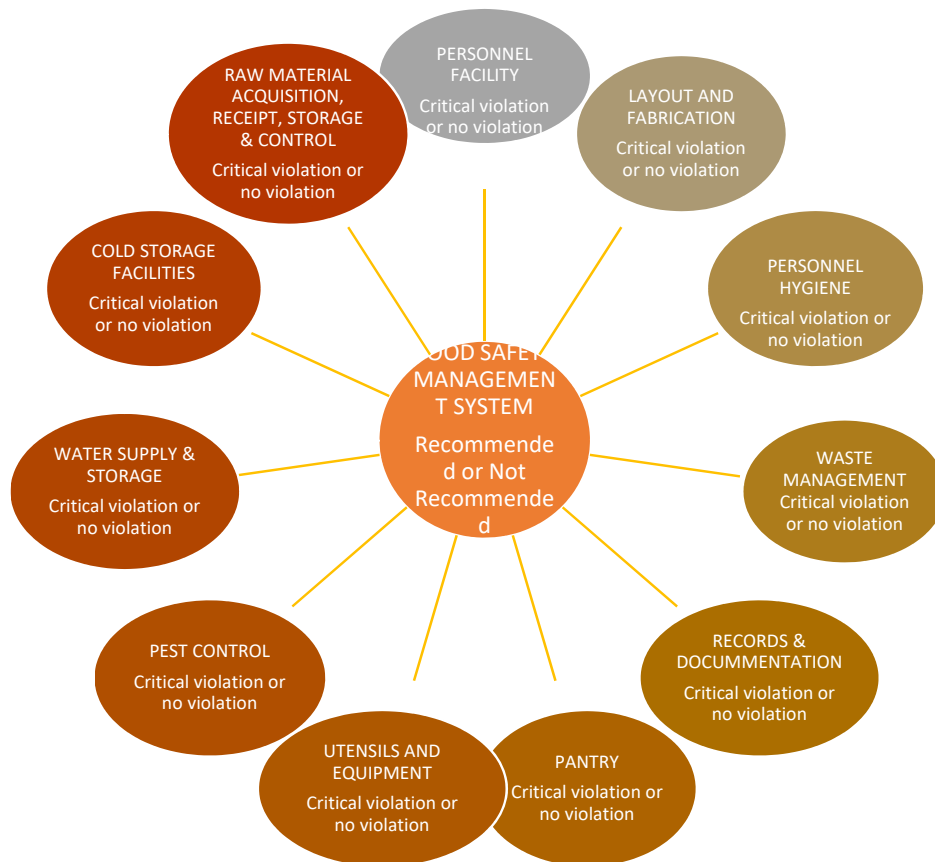 PERSONNEL
FACILITY
Critical violation
or no violation
LAYOUT AND
FABRICATION
Critical violation
or no violation
PERSONNEL
HYGIENE
Critical violation or
no violation
WASTE
MANAGEMENT
Critical violation
or no violation
RECORDS &
DOCUMMENTATION
Critical violation or
no violation
PANTRY
Critical violation or
no violation
UTENSILS AND
EQUIPMENT
Critical violation or
no violation
PEST CONTROL
Critical violation or
no violation
WATER SUPPLY &
STORAGE
Critical violation or
no violation
COLD STORAGE
FACILITIES
Critical violation
or no violation
RAW MATERIAL
ACQUISITION,
RECEIPT, STORAGE
& CONTROL
Critical violation or
no violation
OOD SAFET
MANAGEMEN
T SYSTEM
Recommende
d or Not
Recommende
d